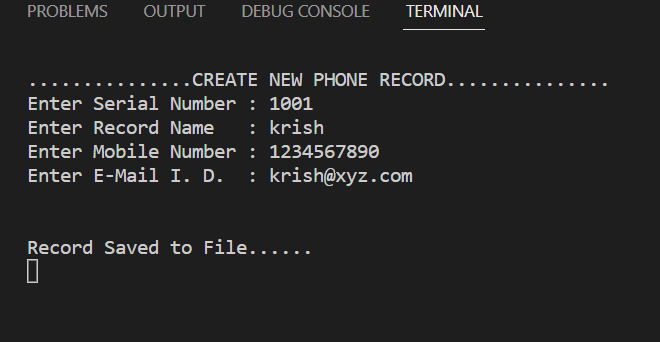 PROBLEMS OUTPUT DEBUG CONSOLE TERMINAL
...............CREATE NEW PHONE RECORD...............
Enter Serial Number : 1001
Enter Record Name   : krish
Enter Mobile Number : 1234567890
Enter E-Mail I. D.  : krish@xyz.com
Record Saved to File......